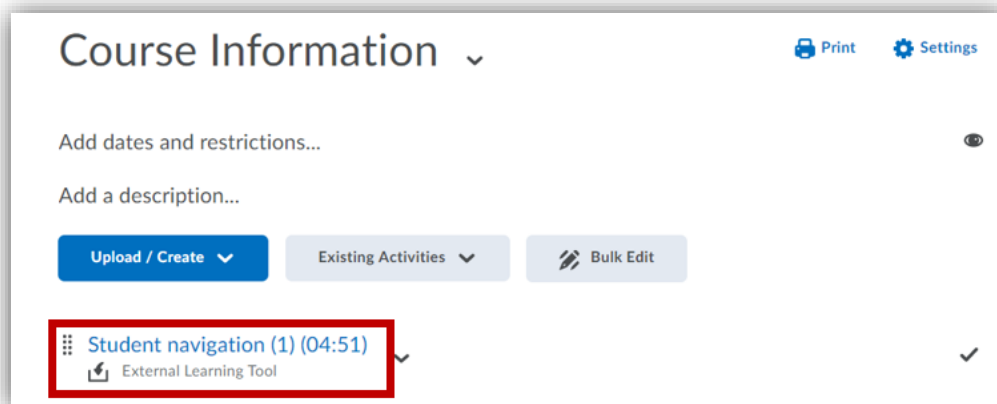 Course Information
Print
Settings
Add dates and restrictions...
Add a description...
Upload / Create
Existing Activities
Bulk Edit
Student navigation (1) (04:51)
External Learning Tool